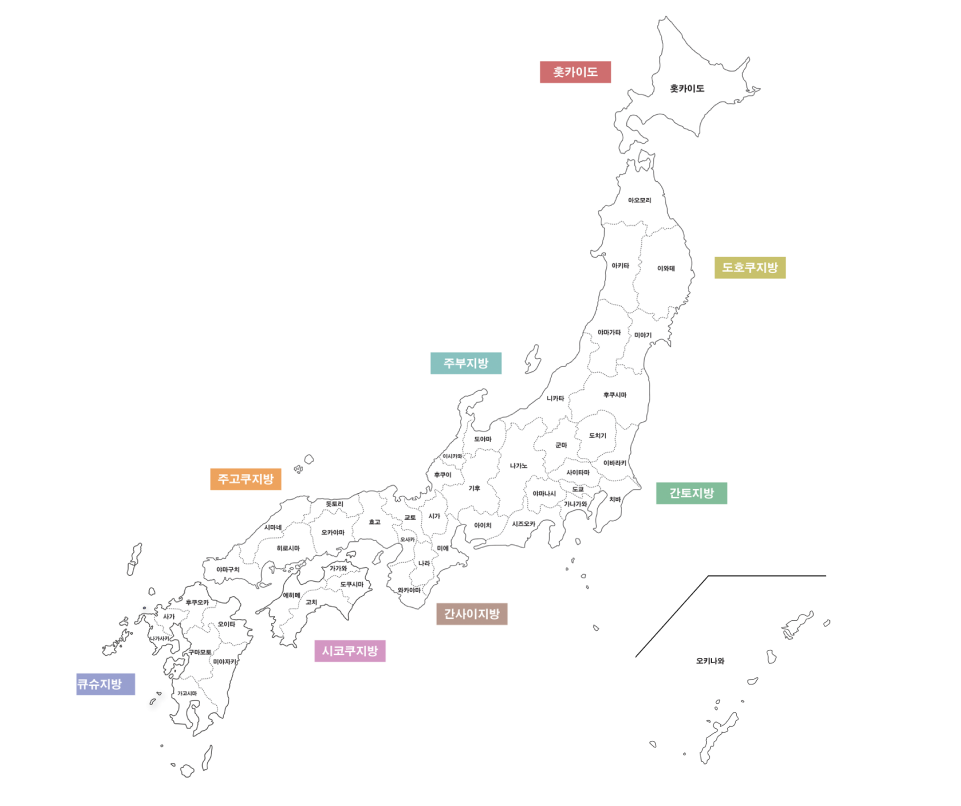 홋카이도
홋카이도
아오모리
아키타
이와테
도호쿠지방
야마가타
미야기
주부지방
니카타
후쿠시마
도야마
군마
도치기
이시카와
나가노
이바라키
후쿠이
사이타마
주고쿠지방
기후
야마나시
도쿄
간토지방
가나가와
치바
돗토리
시마네
효고
교토
시가
아이치
시즈오카
오카야마
오사카
히로시마
미에
야마구치
가가와
나라
도쿠시마
에히메
와카야마
고치
후쿠오카
간사이지방
사가
오이타
나가사키
구마모토
시코쿠지방
미야자키
오키나와
큐슈지방
가고시마